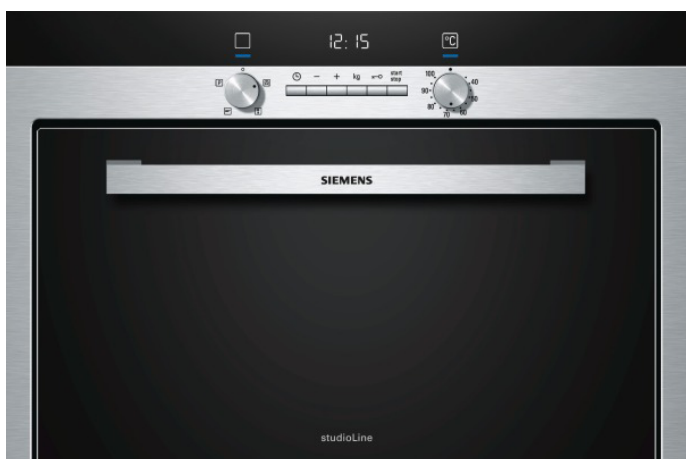 12:15
°C
− + kg start
stop
100 40
90 50
80 70 60
SIEMENS
studioLine